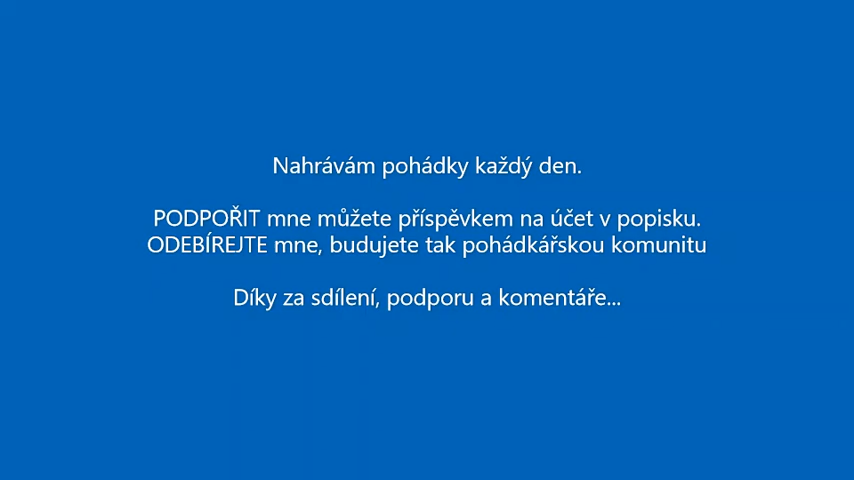 Nahrávám pohádky každý den.
PODPOŘIT mne můžete příspěvkem na účet v popisku.
ODEBÍREJTE mne, budujete tak pohádkářskou komunitu
Díky za sdílení, podporu a komentáře...